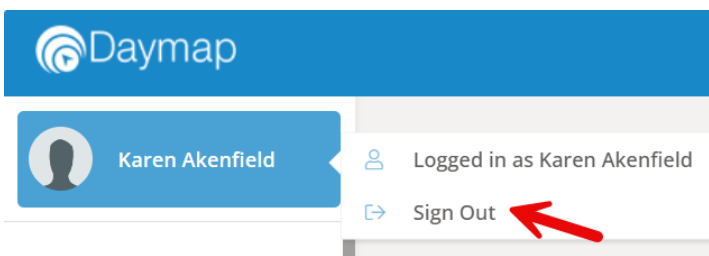 Daymap
Karen Akenfield
Logged in as Karen Akenfield
Sign Out